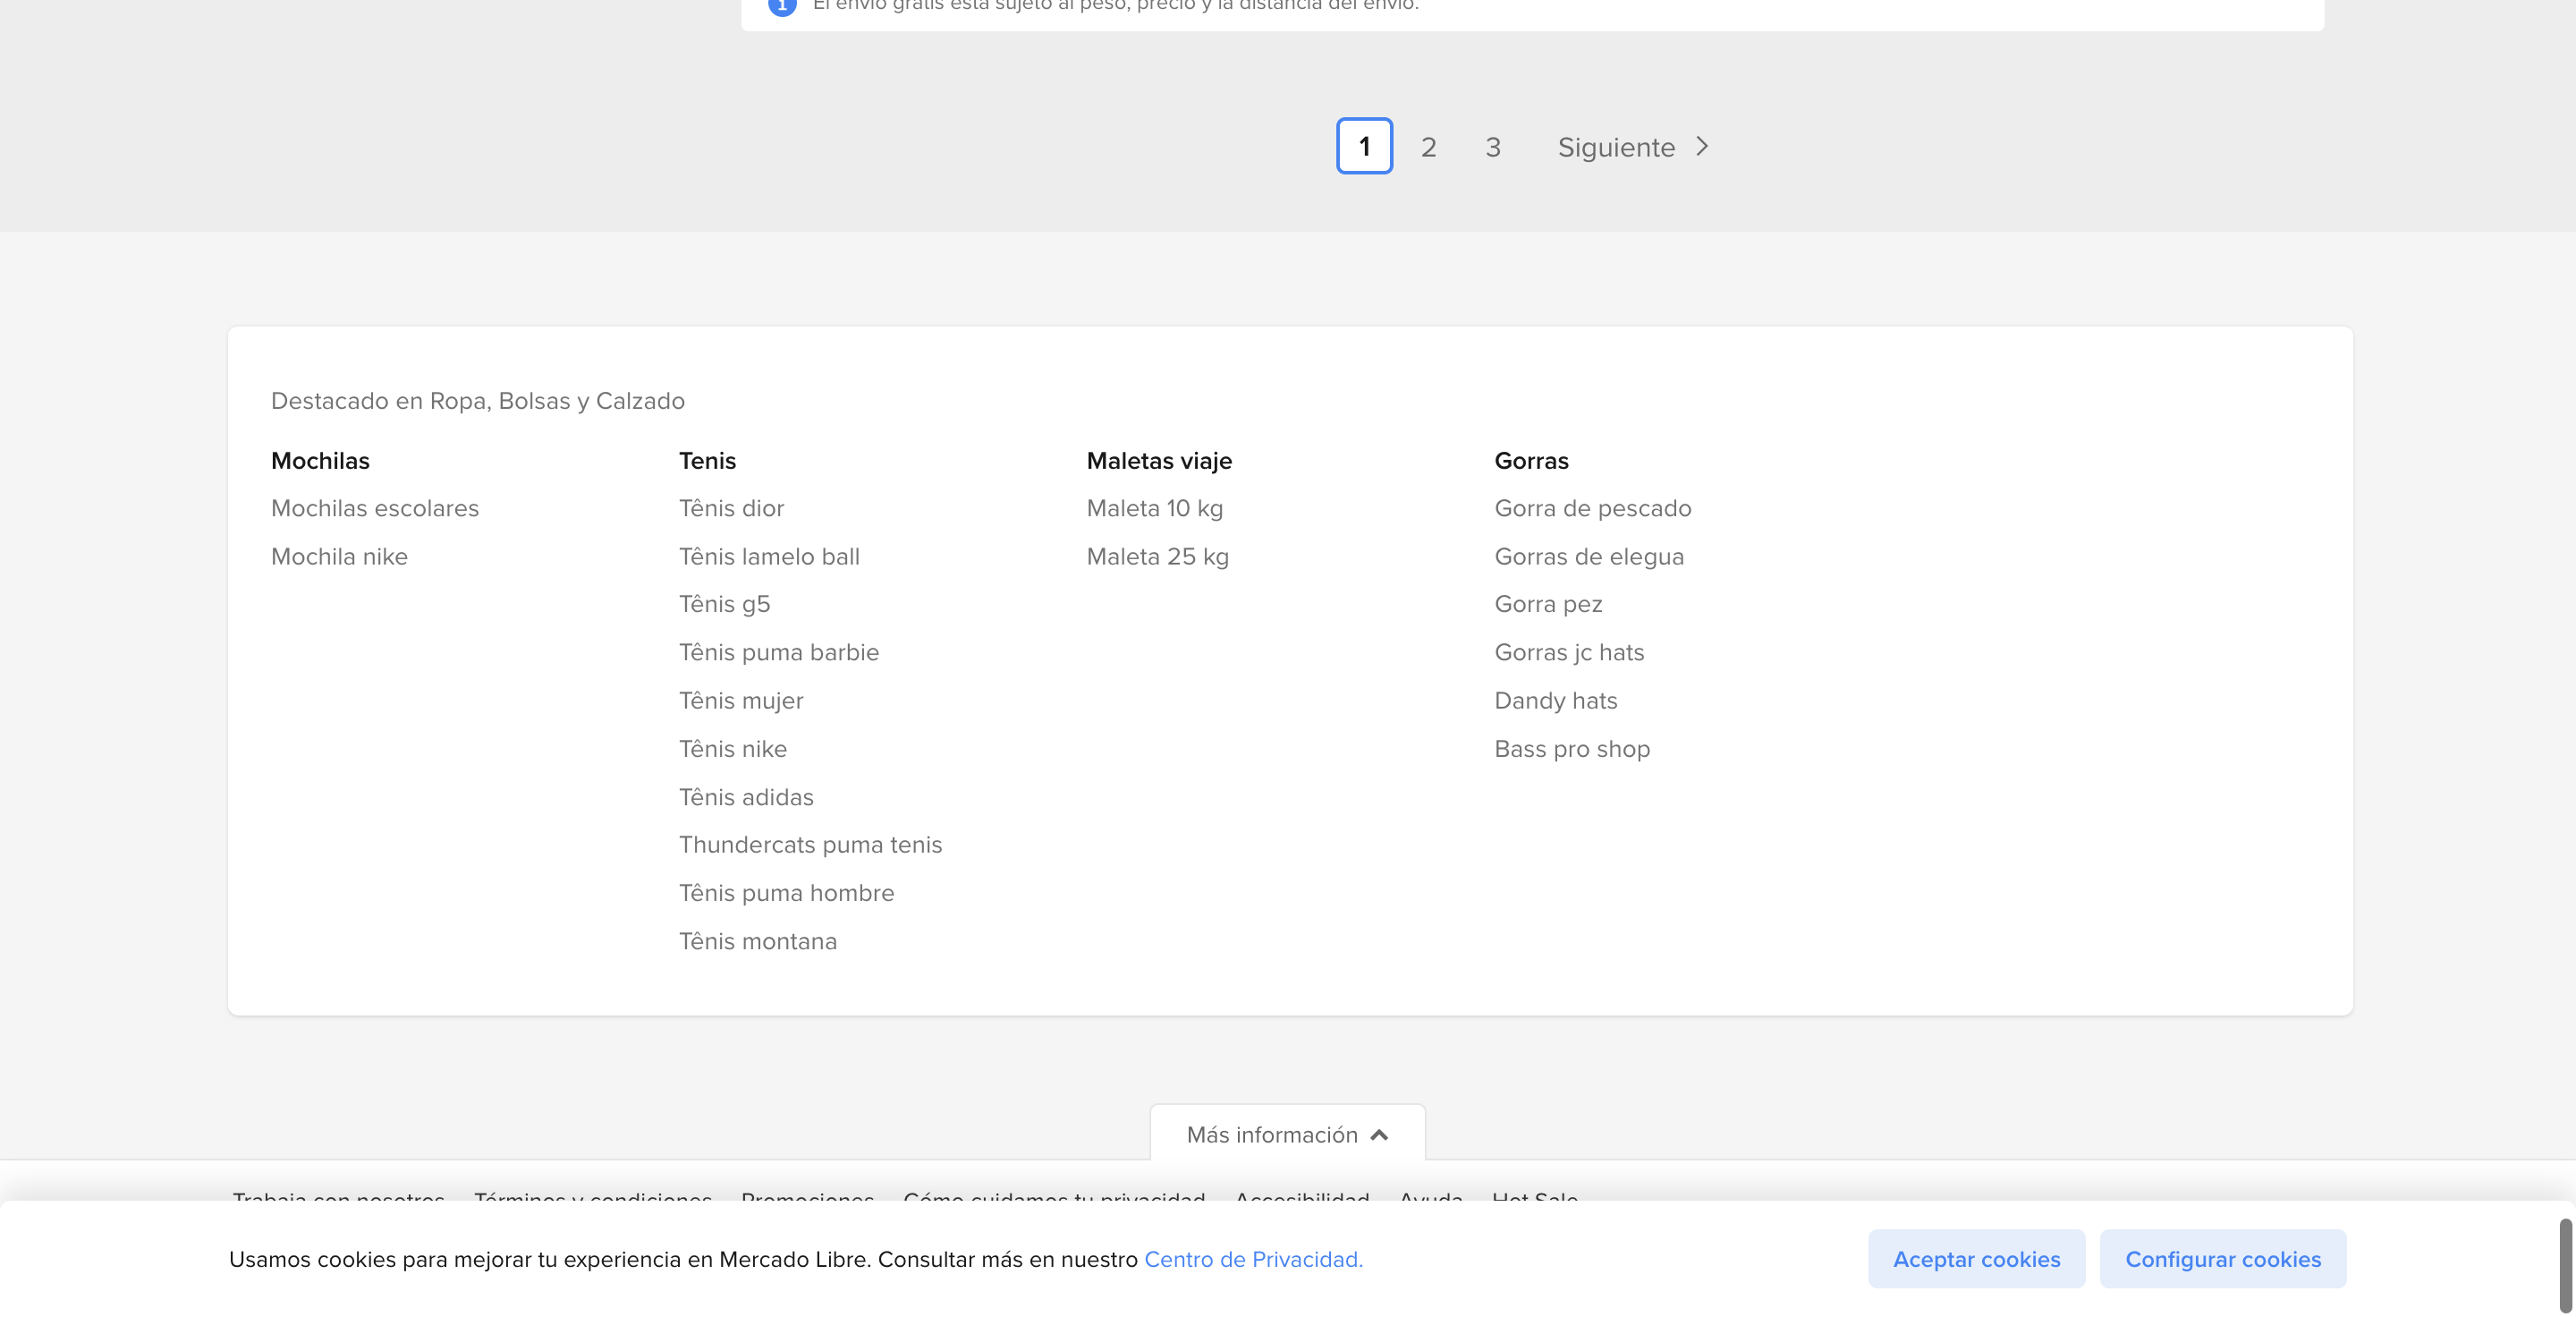 El envío gratis está sujeto al peso, precio y la distancia del envío.
1 2 3 Siguiente
Destacado en Ropa, Bolsas y Calzado
Mochilas
Mochilas escolares
Mochila nike
Tenis
Tênis dior
Tênis lamelo ball
Tênis g5
Tênis puma barbie
Tênis mujer
Tênis nike
Tênis adidas
Thundercats puma tenis
Tênis puma hombre
Tênis montana
Maletas viaje
Maleta 10 kg
Maleta 25 kg
Gorras
Gorra de pescado
Gorras de elegua
Gorra pez
Gorras jc hats
Dandy hats
Bass pro shop
Más información
Trabaja con nosotros Términos y condiciones Promociones Cómo cuidamos tu privacidad Accesibilidad Ayuda Hot Sale
Usamos cookies para mejorar tu experiencia en Mercado Libre. Consultar más en nuestro Centro de Privacidad.
Aceptar cookies
Configurar cookies